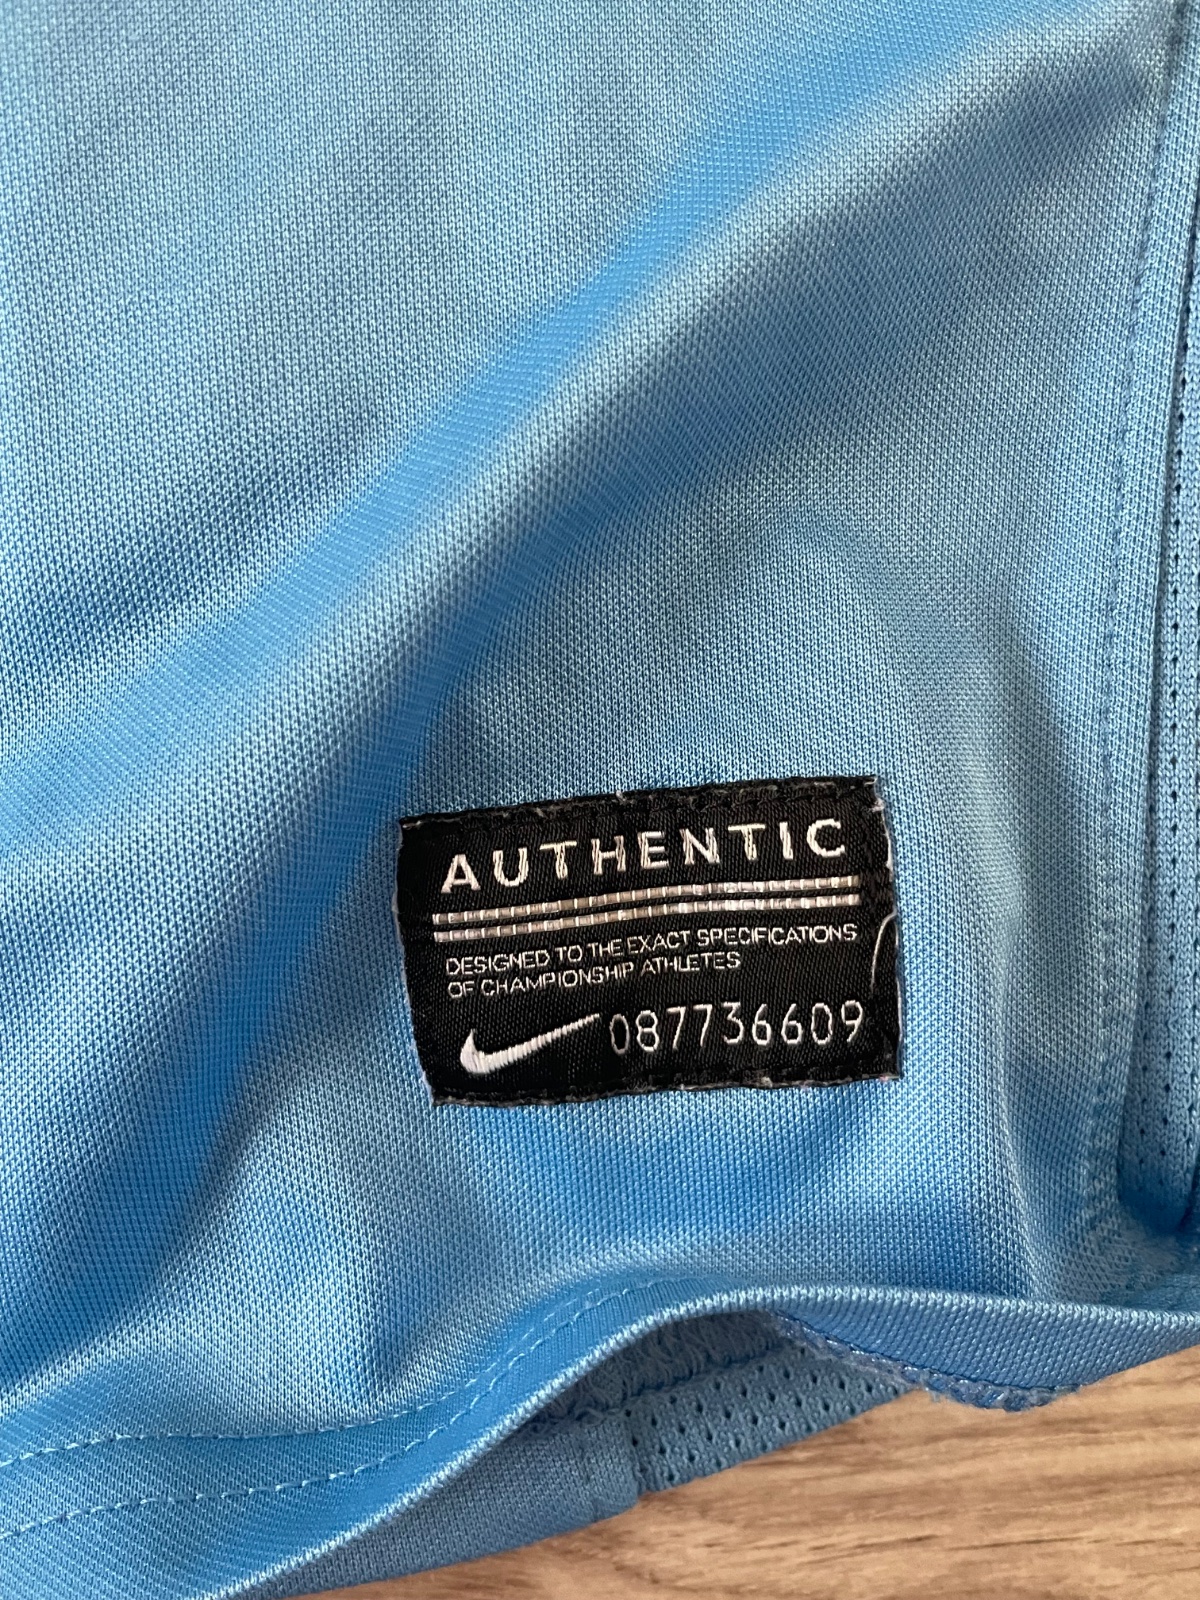 AUTHENTIC
DESIGNED TO THE EXACT SPECIFICATIONS
OF CHAMPIONSHIP ATHLETES
087736609